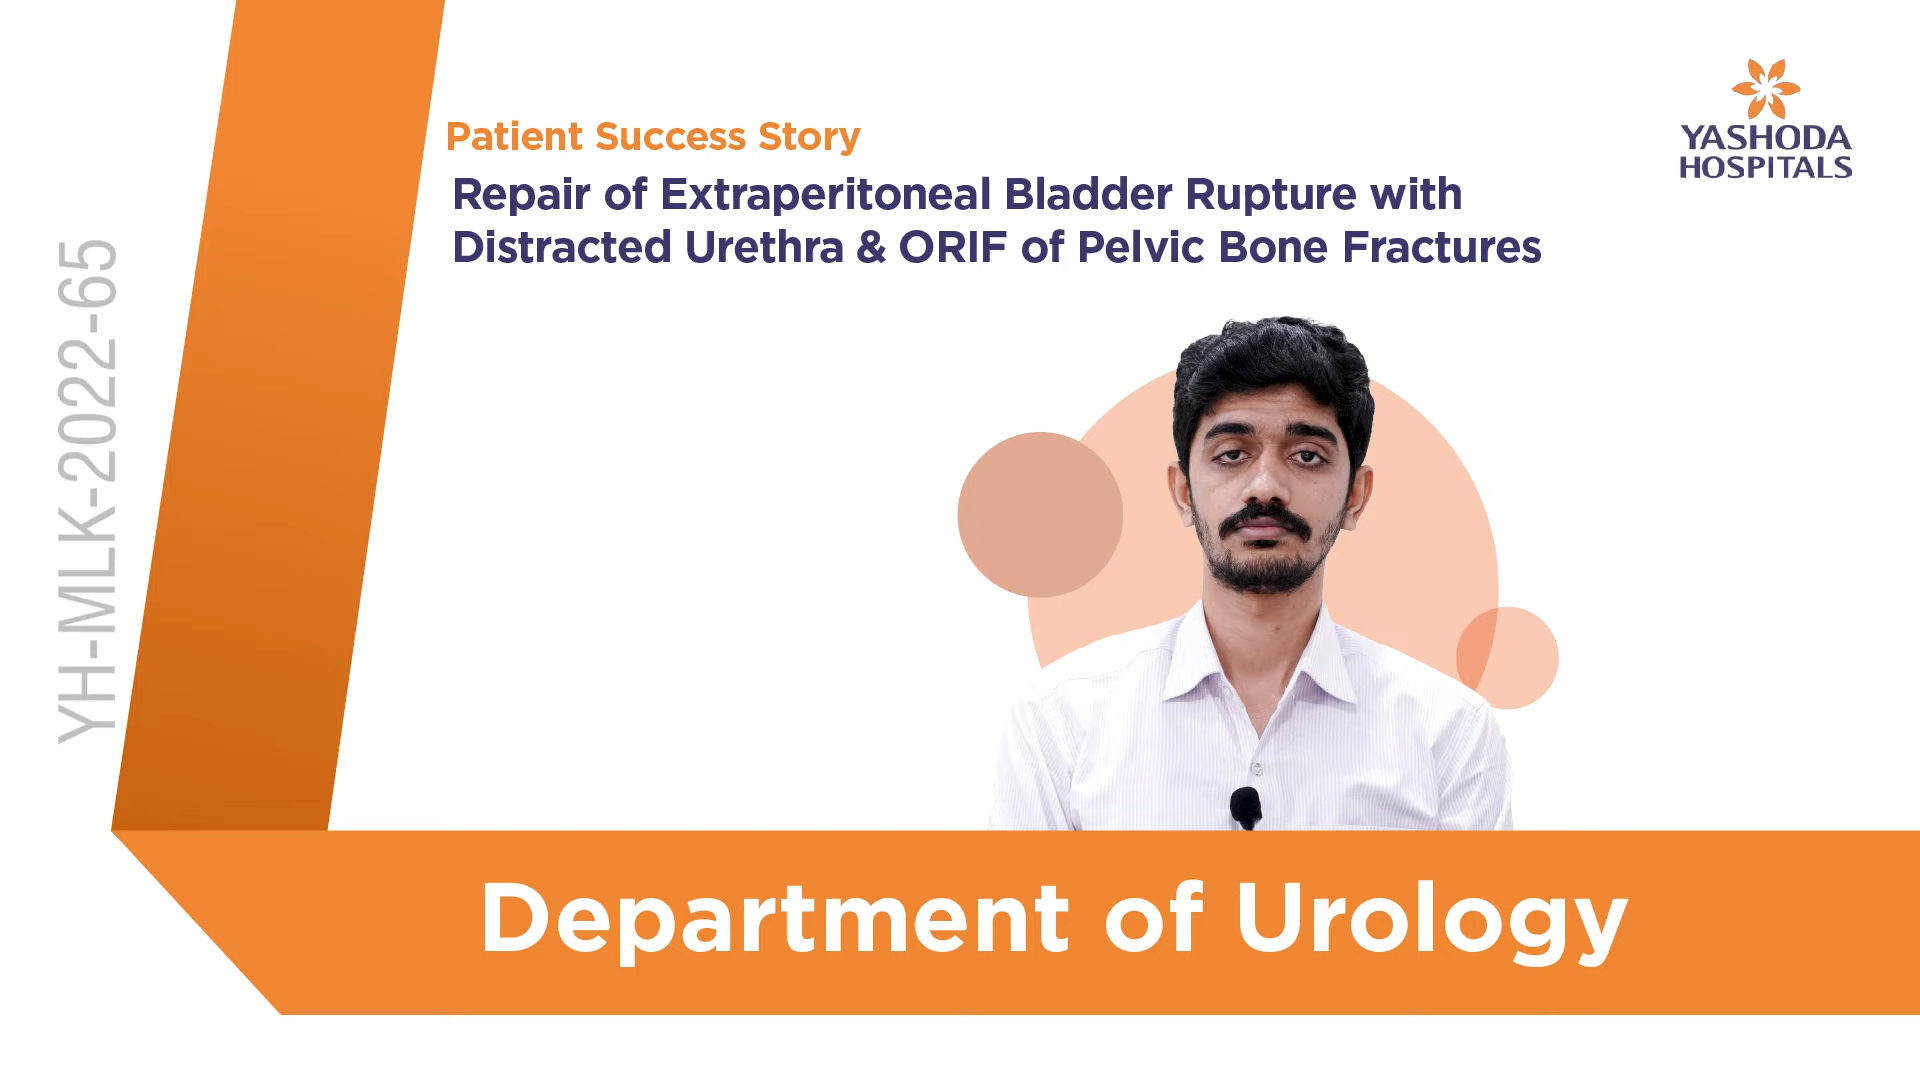 Patient Success Story
Repair of Extraperitoneal Bladder Rupture with
Distracted Urethra & ORIF of Pelvic Bone Fractures
YASHODA
HOSPITALS
YH-MLK-2022-65
Department of Urology